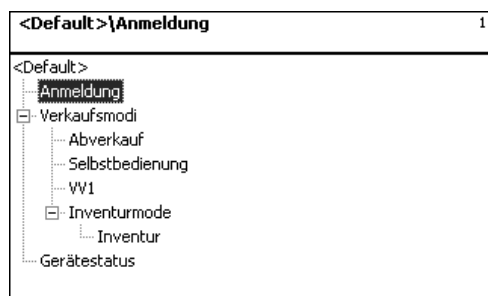 <Default>\Anmeldung 1
<Default>
Anmeldung
Verkaufsmodi
Abverkauf
Selbstbedienung
VV1
Inventurmode
Inventur
Gerätestatus